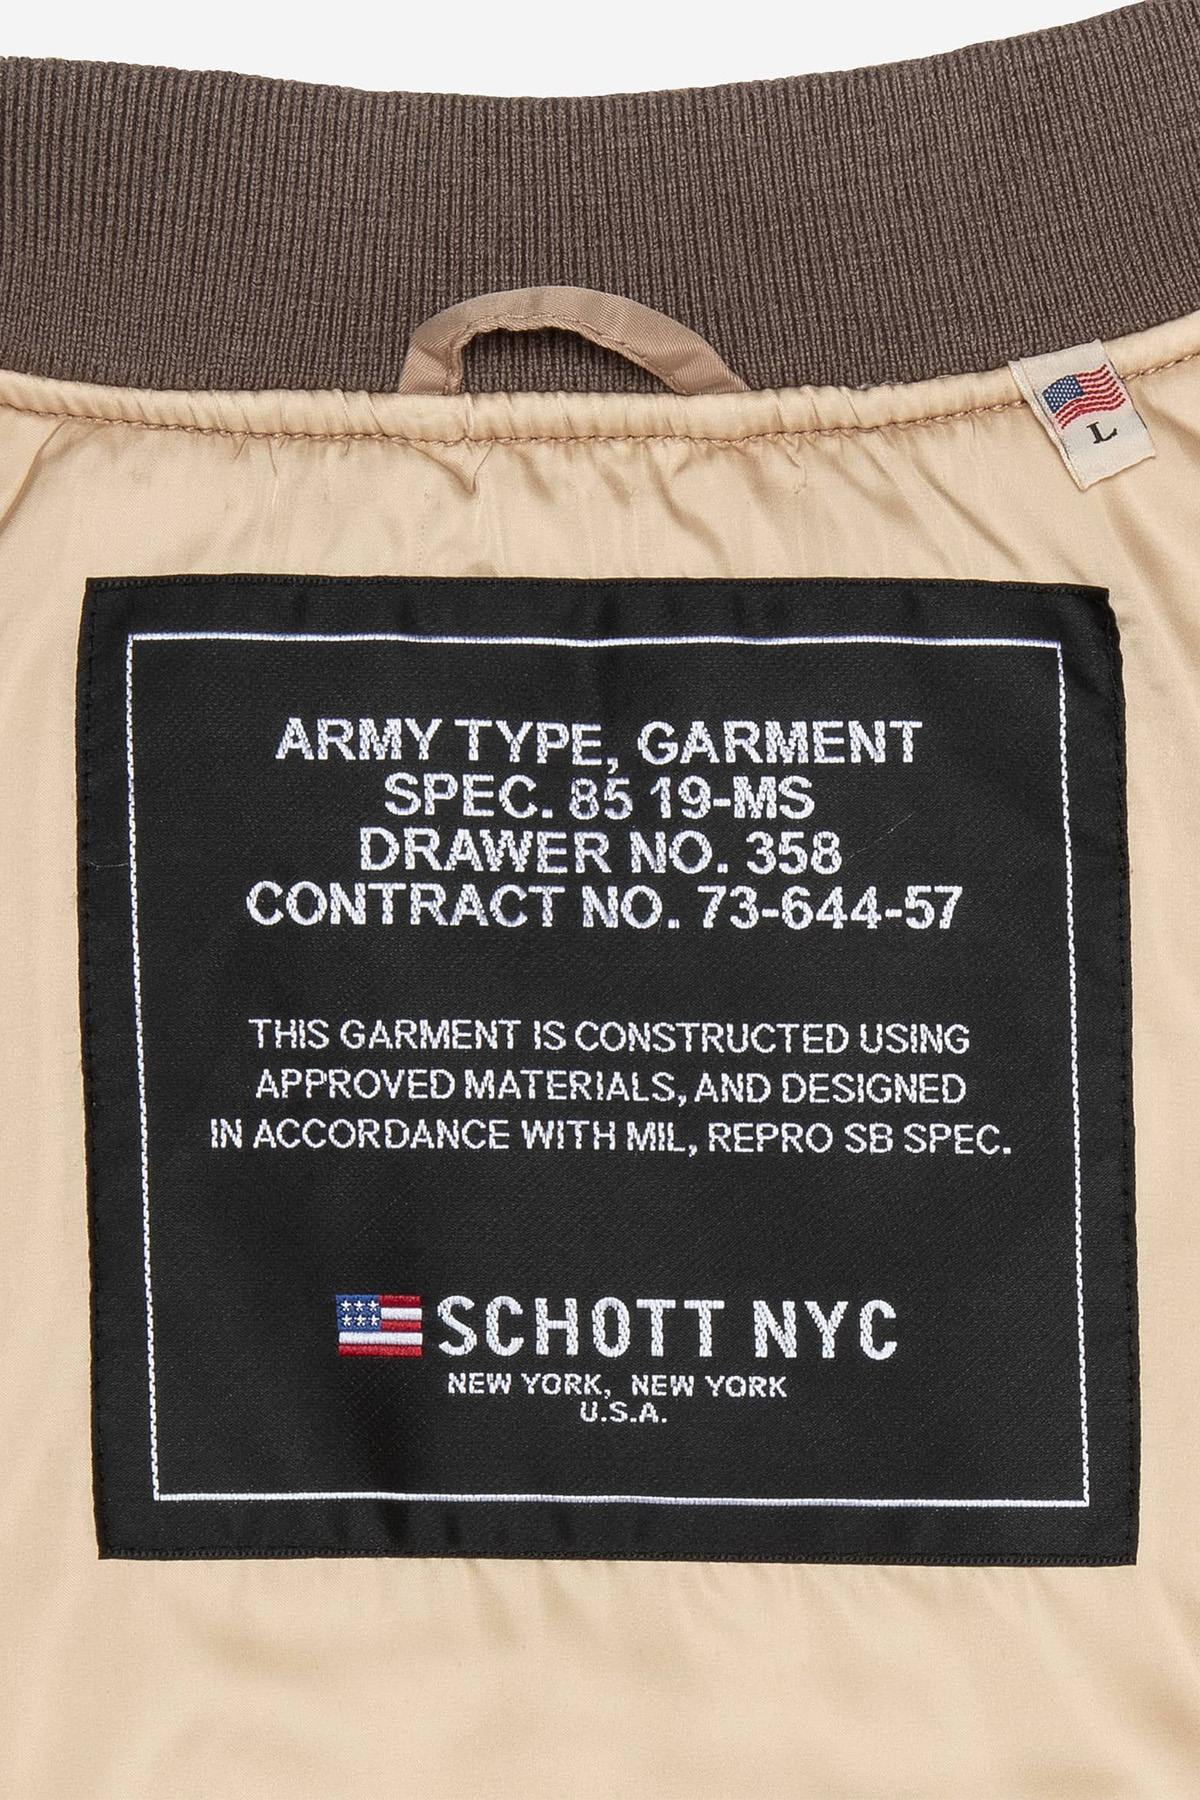 L
ARMY TYPE, GARMENT
SPEC. 85 19-MS
DRAWER NO. 358
CONTRACT NO. 73-644-57
THIS GARMENT IS CONSTRUCTED USING
APPROVED MATERIALS, AND DESIGNED
IN ACCORDANCE WITH MIL, REPRO SB SPEC.
SCHOTT NYC
NEW YORK, NEW YORK
U.S.A.